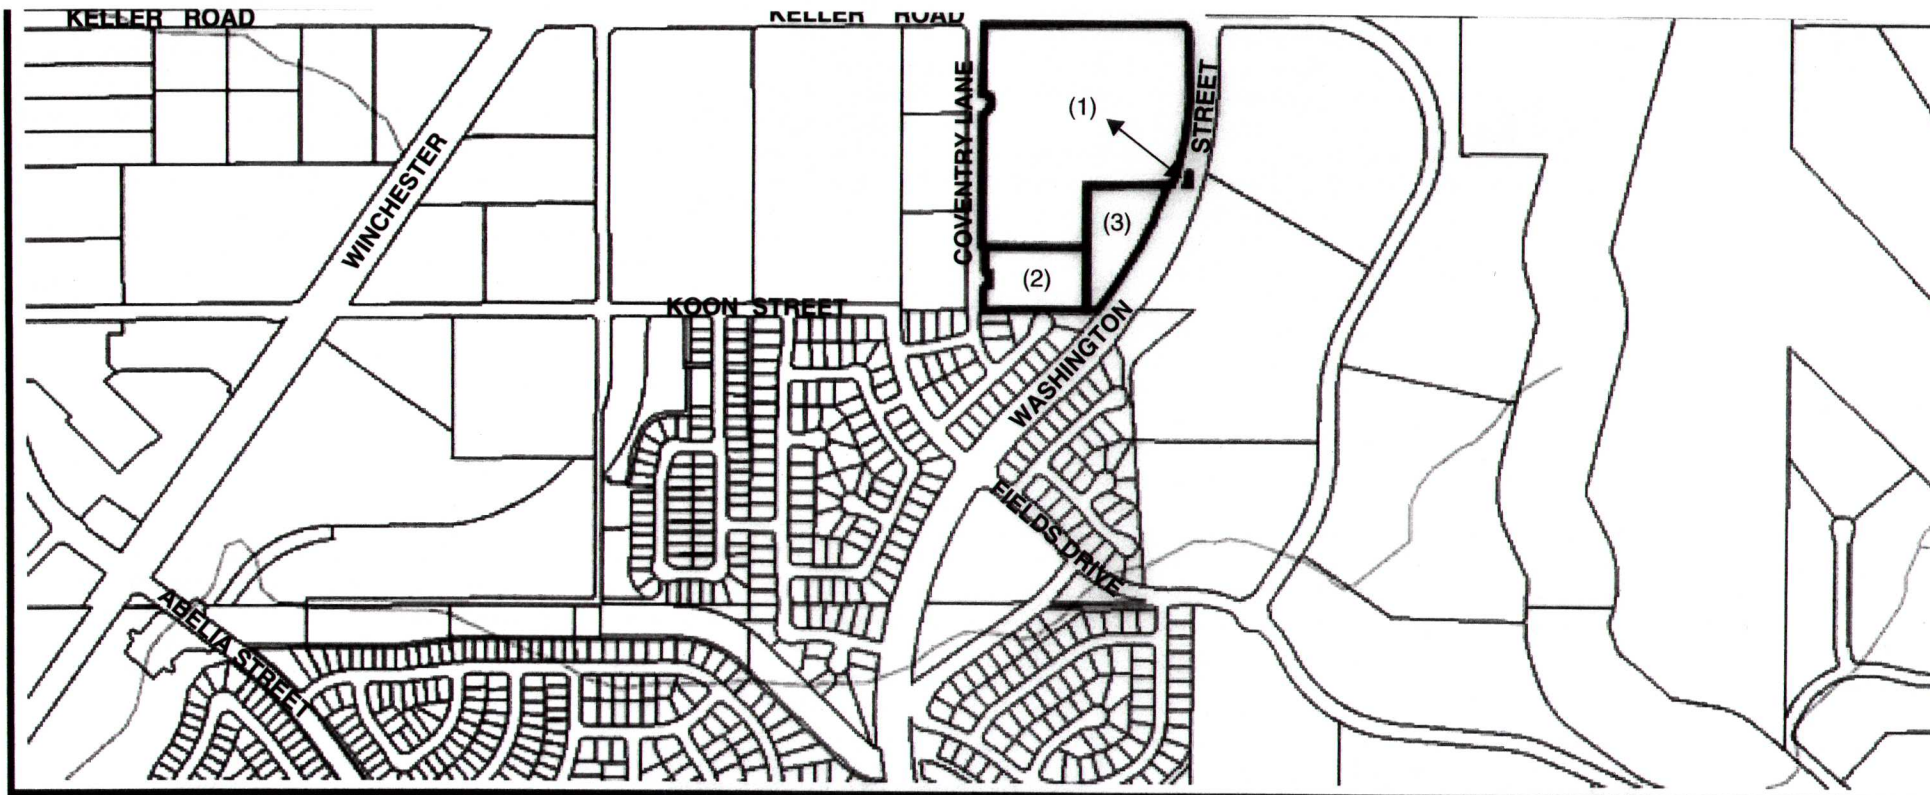 KELLER ROAD
KELLER ROAD
COVENTRY LANE
(1)
STREET
WINCHESTER
(3)
(2)
KOON STREET
WASHINGTON
FIELDS DRIVE
ABELIA STREET